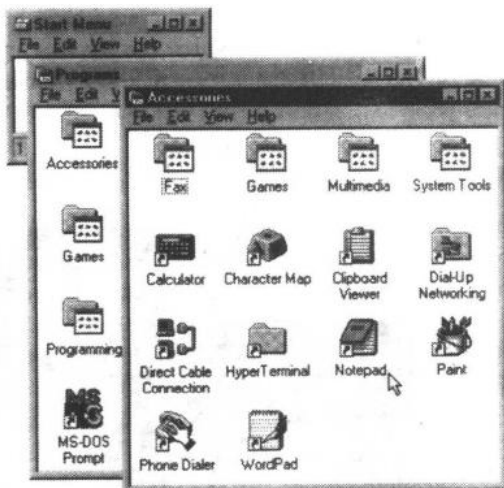 Start Menu
File Edit View Help
Programs
File Edit V
Accessories
Games
Programming
MS-DOS
Prompt
Accessories
File Edit View Help
Fax Games Multimedia System Tools
Calculator Character Map Clipboard
Viewer Dial-Up
Networking
Direct Cable
Connection HyperTerminal Notepad Paint
Phone Dialer WordPad